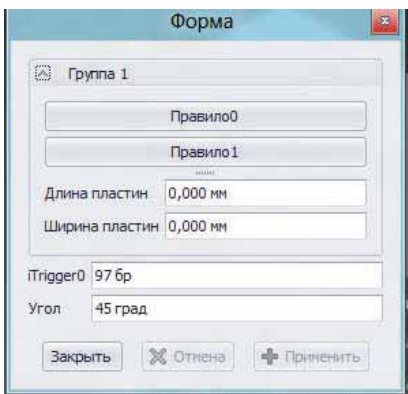 Форма
Группа 1
Правило0
Правило1
Длина пластин 0,000 мм
Ширина пластин 0,000 мм
iTrigger0 97 бр
Угол 45 град
Закрыть Отмена Применить